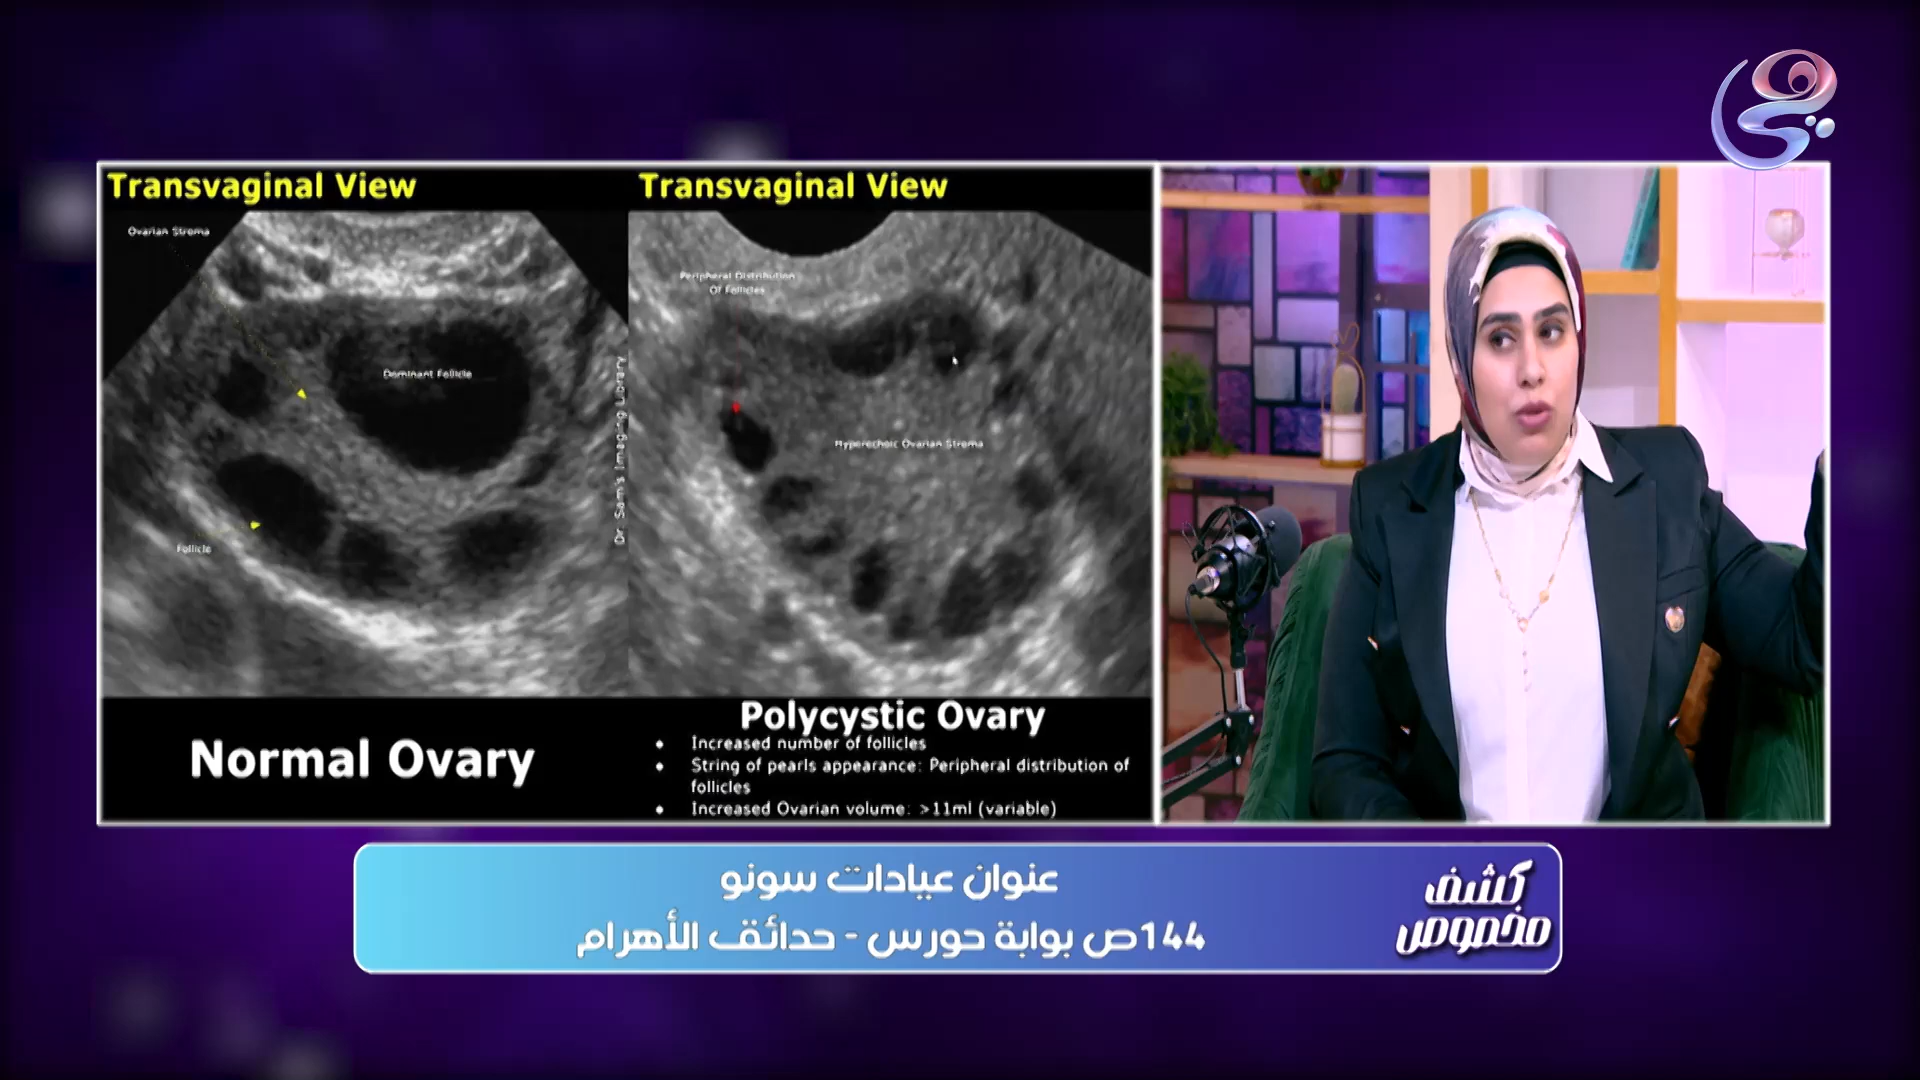 Transvaginal View
Ovarian Stroma
Dominant Follicle
Follicle
Dr. Sam's Imaging Library
Normal Ovary
Transvaginal View
Peripheral Distribution
Of Follicles
Hyperechoic Ovarian Stroma
Polycystic Ovary
• Increased number of follicles
• String of pearls appearance: Peripheral distribution of
follicles
• Increased Ovarian volume: >11ml (variable)
كشف
مخصوص
عنوان عيادات سونو
144ص بوابة حورس - حدائق الأهرام